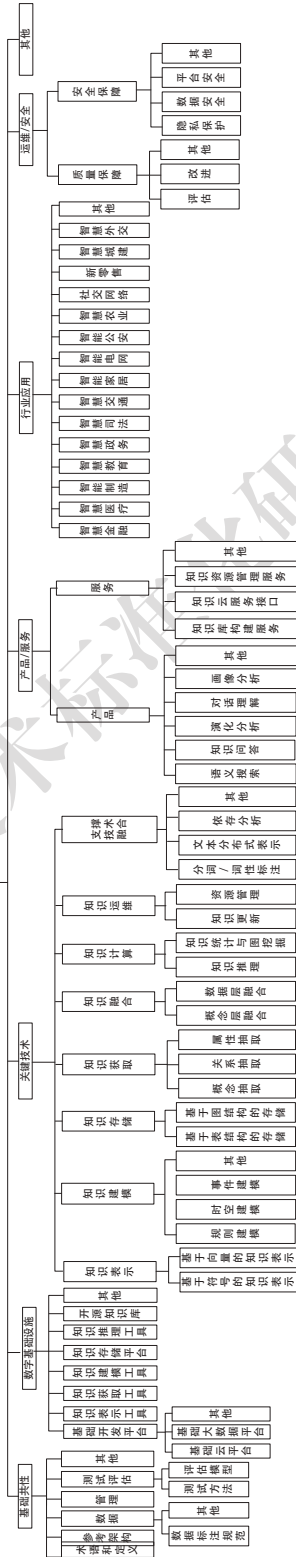 基础共性
术语和定义
参考架构
数据
数据标注规范
其他
管理
测试评估
测试方法
评估模型
其他
数字基础设施
基础开发平台
基础云平台
基础大数据平台
其他
知识表示工具
知识获取工具
知识建模工具
知识存储平台
知识推理工具
开源知识库
其他
关键技术
知识表示
基于符号的知识表示
基于向量的知识表示
知识建模
规则建模
时空建模
事件建模
其他
知识存储
基于表结构的存储
基于图结构的存储
知识获取
概念抽取
关系抽取
属性抽取
知识融合
概念层融合
数据层融合
知识计算
知识推理
知识统计与图挖掘
知识运维
知识更新
资源管理
支撑术合
技融
分词/词性标注
文本分布式表示
依存分析
其他
产品/服务
产品
语义搜索
知识问答
演化分析
对话理解
画像分析
其他
服务
知识库构建服务
知识云服务接口
知识资源管理服务
其他
行业应用
智慧金融
智慧医疗
智能制造
智慧教育
智慧政务
智慧司法
智慧交通
智能家居
智能电网
智能公安
智慧农业
社交网络
新零售
智慧城建
智慧外交
其他
运维/安全
质量保障
评估
改进
其他
安全保障
隐私保护
数据安全
平台安全
其他
其他
术标准化研